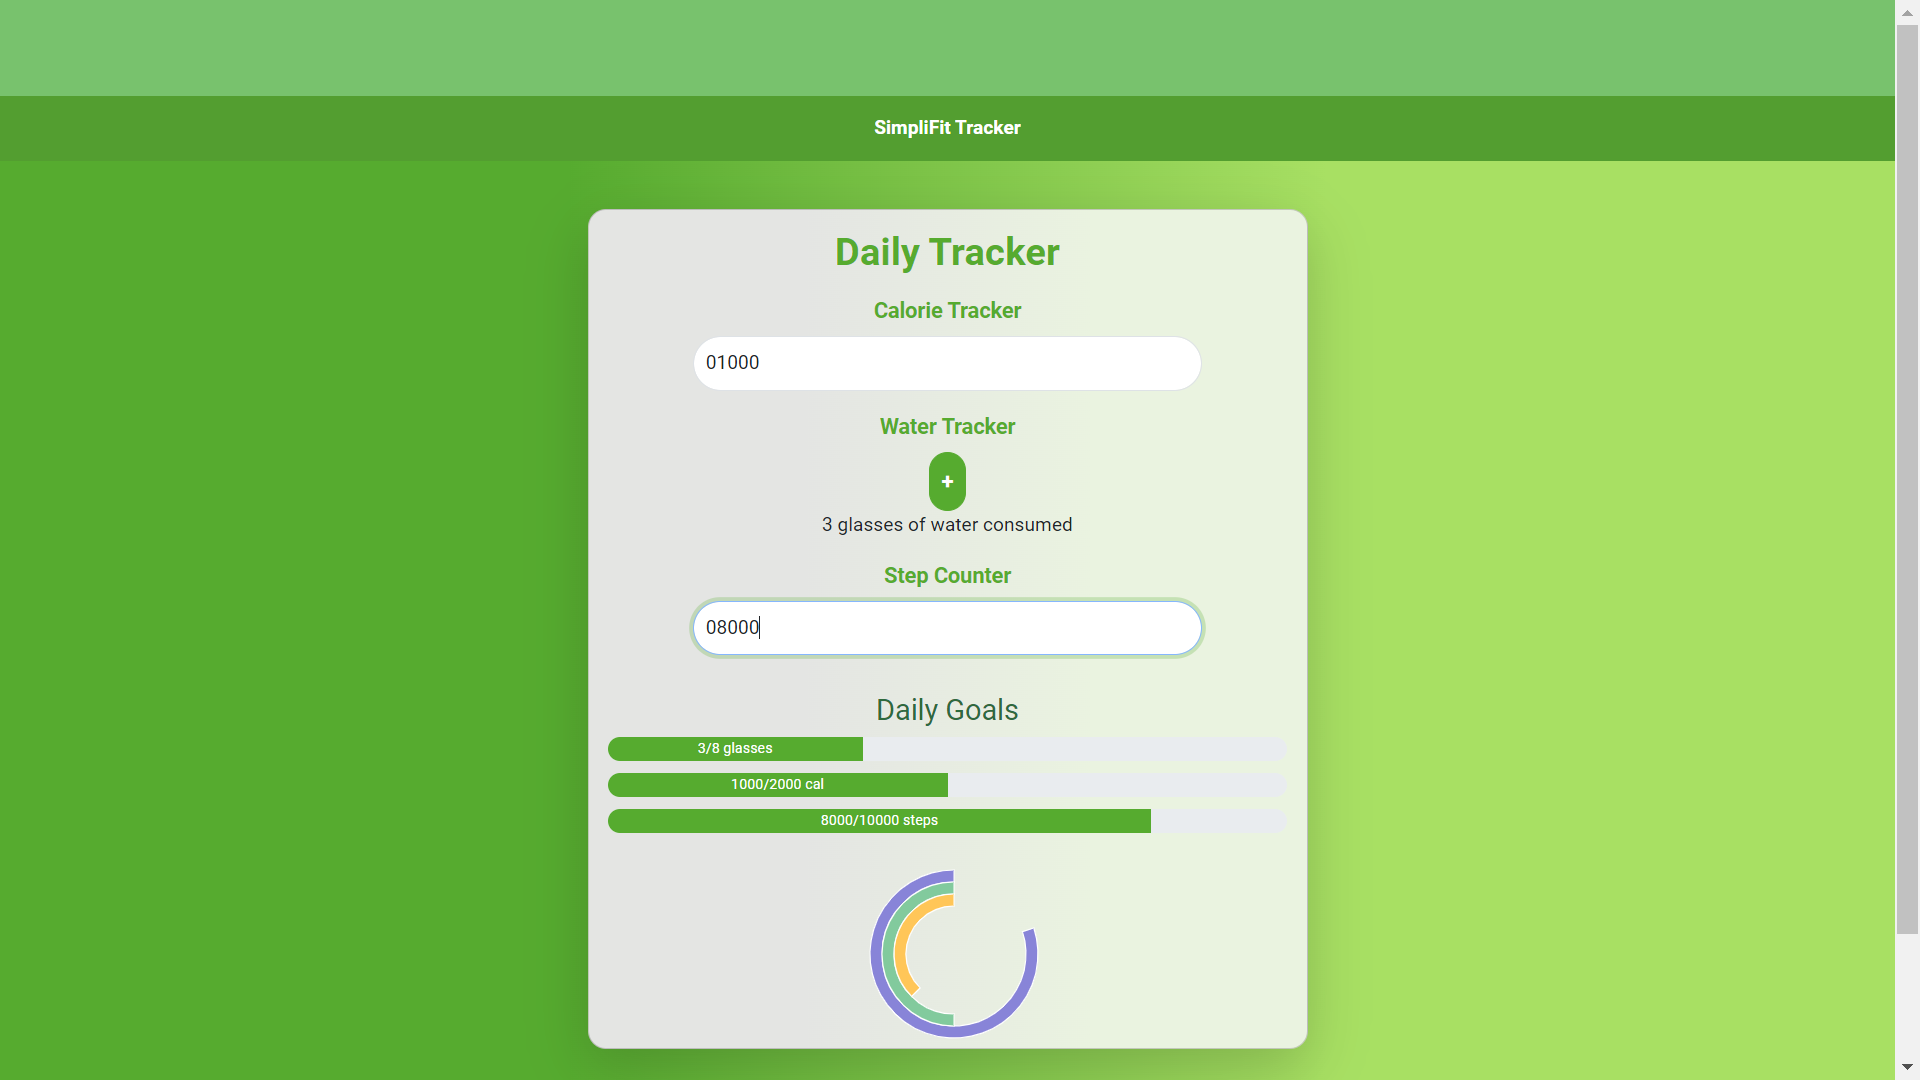 SimpliFit Tracker
Daily Tracker
Calorie Tracker
01000
Water Tracker
+
3 glasses of water consumed
Step Counter
08000
Daily Goals
3/8 glasses
1000/2000 cal
8000/10000 steps